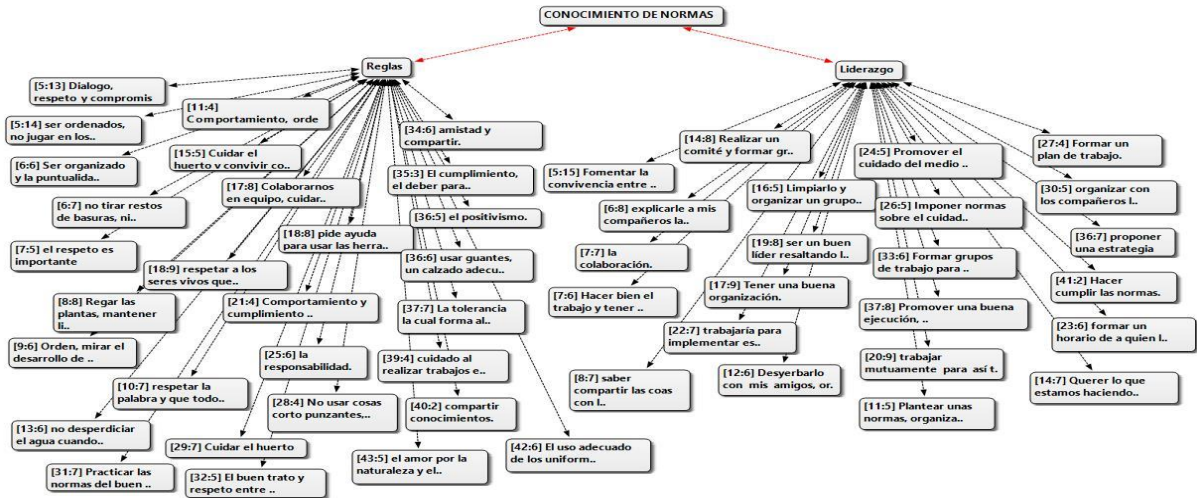 CONOCIMIENTO DE NORMAS
Reglas
Liderazgo
[5:13] Dialogo,
respeto y compromis
[5:14] ser ordenados,
no jugar en los..
[6:6] Ser organizado
y la puntualida..
[6:7] no tirar restos
de basuras, ni..
[7:5] el respeto es
importante
[8:8] Regar las
plantas, mantener
li..
[9:6] Orden, mirar el
desarrollo de ..
[10:7] respetar la
palabra y que todo..
[13:6] no desperdiciar
el agua cuando..
[31:7] Practicar las
normas del buen ..
[11:4]
Comportamiento, orde
[15:5] Cuidar el
huerto y convivir co..
[17:8] Colaborarnos
en equipo, cuidar..
[18:8] pide ayuda
para usar las herra..
[18:9] respetar a los
seres vivos que..
[21:4] Comportamiento y
cumplimiento ..
[25:6] la
responsabilidad.
[28:4] No usar cosas
corto punzantes,..
[29:7] Cuidar el huerto
[32:5] El buen trato y
respeto entre ..
[34:6] amistad y
compartir.
[35:3] El cumplimiento,
el deber para..
[36:5] el positivismo.
[36:6] usar guantes,
un calzado adecu..
[37:7] La tolerancia
la cual forma al..
[39:4] cuidado al
realizar trabajos e..
[40:2] compartir
conocimientos.
[43:5] el amor por la
naturaleza y el..
[42:6] El uso adecuado
de los uniform..
[14:8] Realizar un
comité y formar gr..
[5:15] Fomentar la
convivencia entre ..
[6:8] explicarle a mis
compañeros la..
[7:7] la
colaboración.
[7:6] Hacer bien el
trabajo y tener ..
[8:7] saber
compartir las coas
con l..
[16:5] Limpiarlo y
organizar un grupo..
[19:8] ser un buen
líder resaltando l..
[17:9] Tener una buena
organización.
[22:7] trabajaría para
implementar es..
[12:6] Desyerbarlo
con mis amigos, or.
[24:5] Promover el
cuidado del medio ..
[26:5] Imponer normas
sobre el cuidad..
[33:6] Formar grupos
de trabajo para ..
[37:8] Promover una buena
ejecución, ..
[20:9] trabajar
mutuamente para así t.
[11:5] Plantear unas
normas, organiza..
[27:4] Formar un
plan de trabajo.
[30:5] organizar con
los compañeros l..
[36:7] proponer
una estrategia
[41:2] Hacer
cumplir las normas.
[23:6] formar un
horario de a quien l..
[14:7] Querer lo que
estamos haciendo..